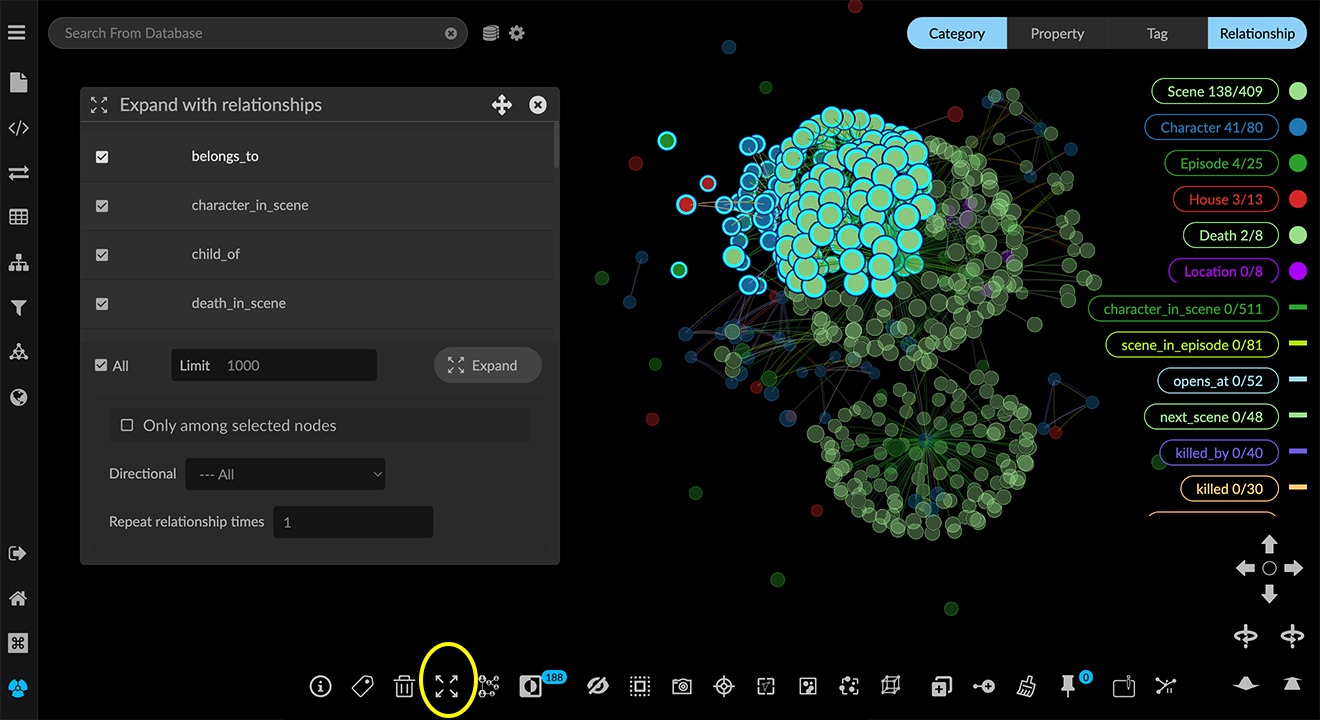 Search From Database
Category Property Tag Relationship
Expand with relationships
belongs_to
character_in_scene
child_of
death_in_scene
All Limit 1000 Expand
Only among selected nodes
Directional --- All
Repeat relationship times 1
Scene 138/409
Character 41/80
Episode 4/25
House 3/13
Death 2/8
Location 0/8
character_in_scene 0/511
scene_in_episode 0/81
opens_at 0/52
next_scene 0/48
killed_by 0/40
killed 0/30
188
0